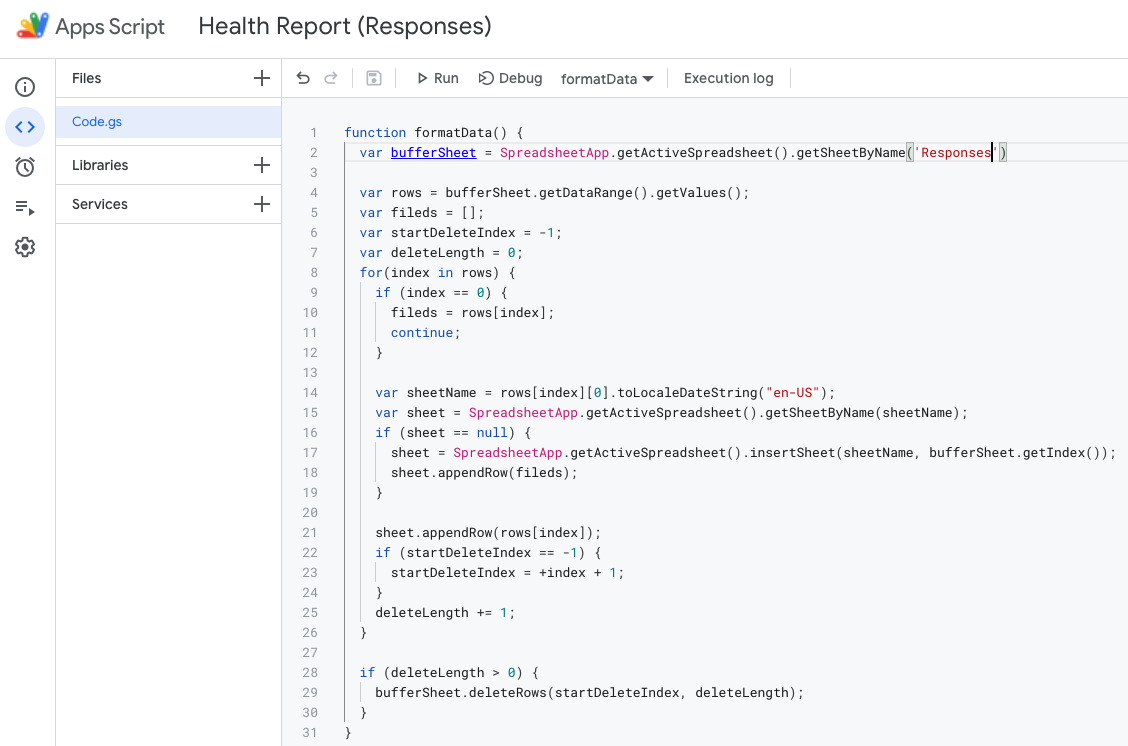 Apps Script Health Report (Responses)
Files
Code.gs
Libraries
Services
Run Debug formatData Execution log
1 function formatData() {
2 var bufferSheet = SpreadsheetApp.getActiveSpreadsheet().getSheetByName('Responses')
3
4 var rows = bufferSheet.getDataRange().getValues();
5 var fileds = [];
6 var startDeleteIndex = -1;
7 var deleteLength = 0;
8 for(index in rows) {
9 if (index == 0) {
10 fileds = rows[index];
11 continue;
12 }
13
14 var sheetName = rows[index][0].toLocaleDateString("en-US");
15 var sheet = SpreadsheetApp.getActiveSpreadsheet().getSheetByName(sheetName);
16 if (sheet == null) {
17 sheet = SpreadsheetApp.getActiveSpreadsheet().insertSheet(sheetName, bufferSheet.getIndex());
18 sheet.appendRow(fileds);
19 }
20
21 sheet.appendRow(rows[index]);
22 if (startDeleteIndex == -1) {
23 startDeleteIndex = +index + 1;
24 }
25 deleteLength += 1;
26 }
27
28 if (deleteLength > 0) {
29 bufferSheet.deleteRows(startDeleteIndex, deleteLength);
30 }
31 }